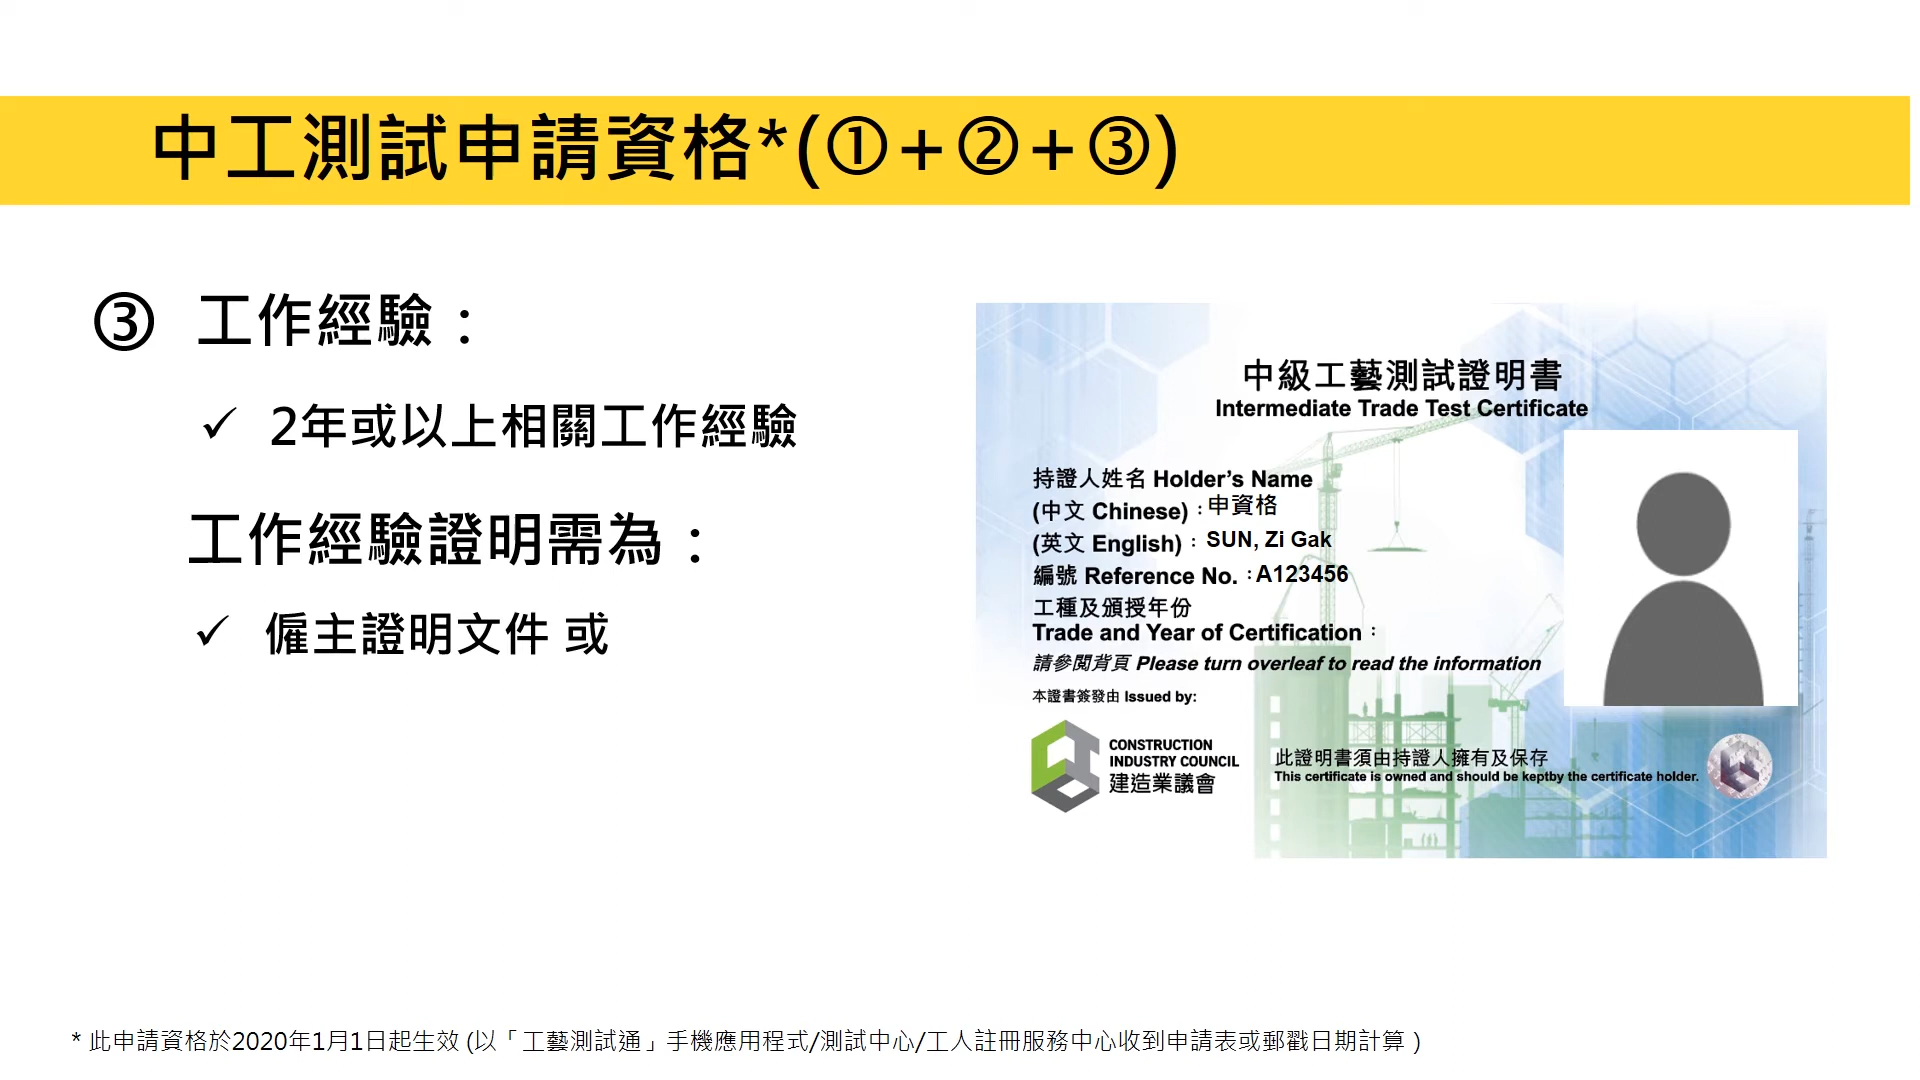 中工測試申請資格*(①+②+③)
③ 工作經驗：
✓ 2年或以上相關工作經驗
工作經驗證明需為：
✓ 僱主證明文件 或
中級工藝測試證明書
Intermediate Trade Test Certificate
持證人姓名 Holder’s Name
(中文 Chinese)：申資格
(英文 English)：SUN, Zi Gak
編號 Reference No.：A123456
工種及頒授年份
Trade and Year of Certification：
請參閱背頁 Please turn overleaf to read the information
本證書簽發由 Issued by:
CONSTRUCTION
INDUSTRY COUNCIL
建造業議會
此證明書須由持證人擁有及保存
This certificate is owned and should be keptby the certificate holder.
* 此申請資格於2020年1月1日起生效 (以「工藝測試通」手機應用程式/測試中心/工人註冊服務中心收到申請表或郵戳日期計算 )